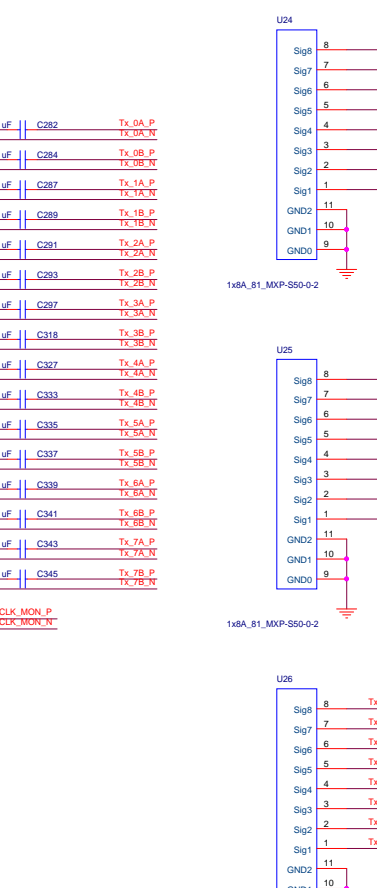 uF C282 Tx_0A_P
Tx_0A_N
uF C284 Tx_0B_P
Tx_0B_N
uF C287 Tx_1A_P
Tx_1A_N
uF C289 Tx_1B_P
Tx_1B_N
uF C291 Tx_2A_P
Tx_2A_N
uF C293 Tx_2B_P
Tx_2B_N
uF C297 Tx_3A_P
Tx_3A_N
uF C318 Tx_3B_P
Tx_3B_N
uF C327 Tx_4A_P
Tx_4A_N
uF C333 Tx_4B_P
Tx_4B_N
uF C335 Tx_5A_P
Tx_5A_N
uF C337 Tx_5B_P
Tx_5B_N
uF C339 Tx_6A_P
Tx_6A_N
uF C341 Tx_6B_P
Tx_6B_N
uF C343 Tx_7A_P
Tx_7A_N
uF C345 Tx_7B_P
Tx_7B_N
CLK_MON_P
CLK_MON_N
U24
Sig8 8
Sig7 7
Sig6 6
Sig5 5
Sig4 4
Sig3 3
Sig2 2
Sig1 1
GND2 11
GND1 10
GND0 9
1x8A_81_MXP-S50-0-2
U25
Sig8 8
Sig7 7
Sig6 6
Sig5 5
Sig4 4
Sig3 3
Sig2 2
Sig1 1
GND2 11
GND1 10
GND0 9
1x8A_81_MXP-S50-0-2
U26
Sig8 8 Tx
Sig7 7 Tx
Sig6 6 Tx
Sig5 5 Tx
Sig4 4 Tx
Sig3 3 Tx
Sig2 2 Tx
Sig1 1 Tx
GND2 11
10